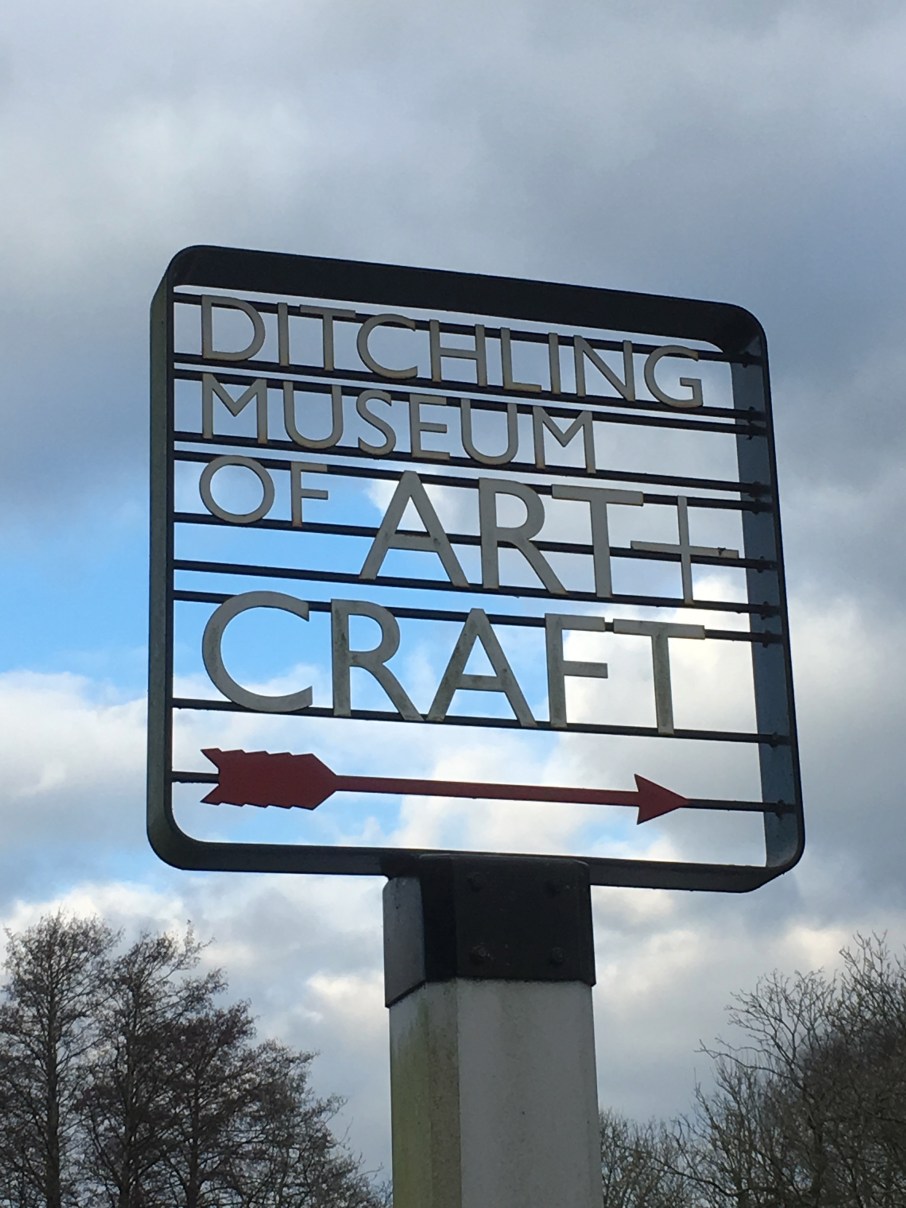 DITCHLING
MUSEUM
OF ART+
CRAFT